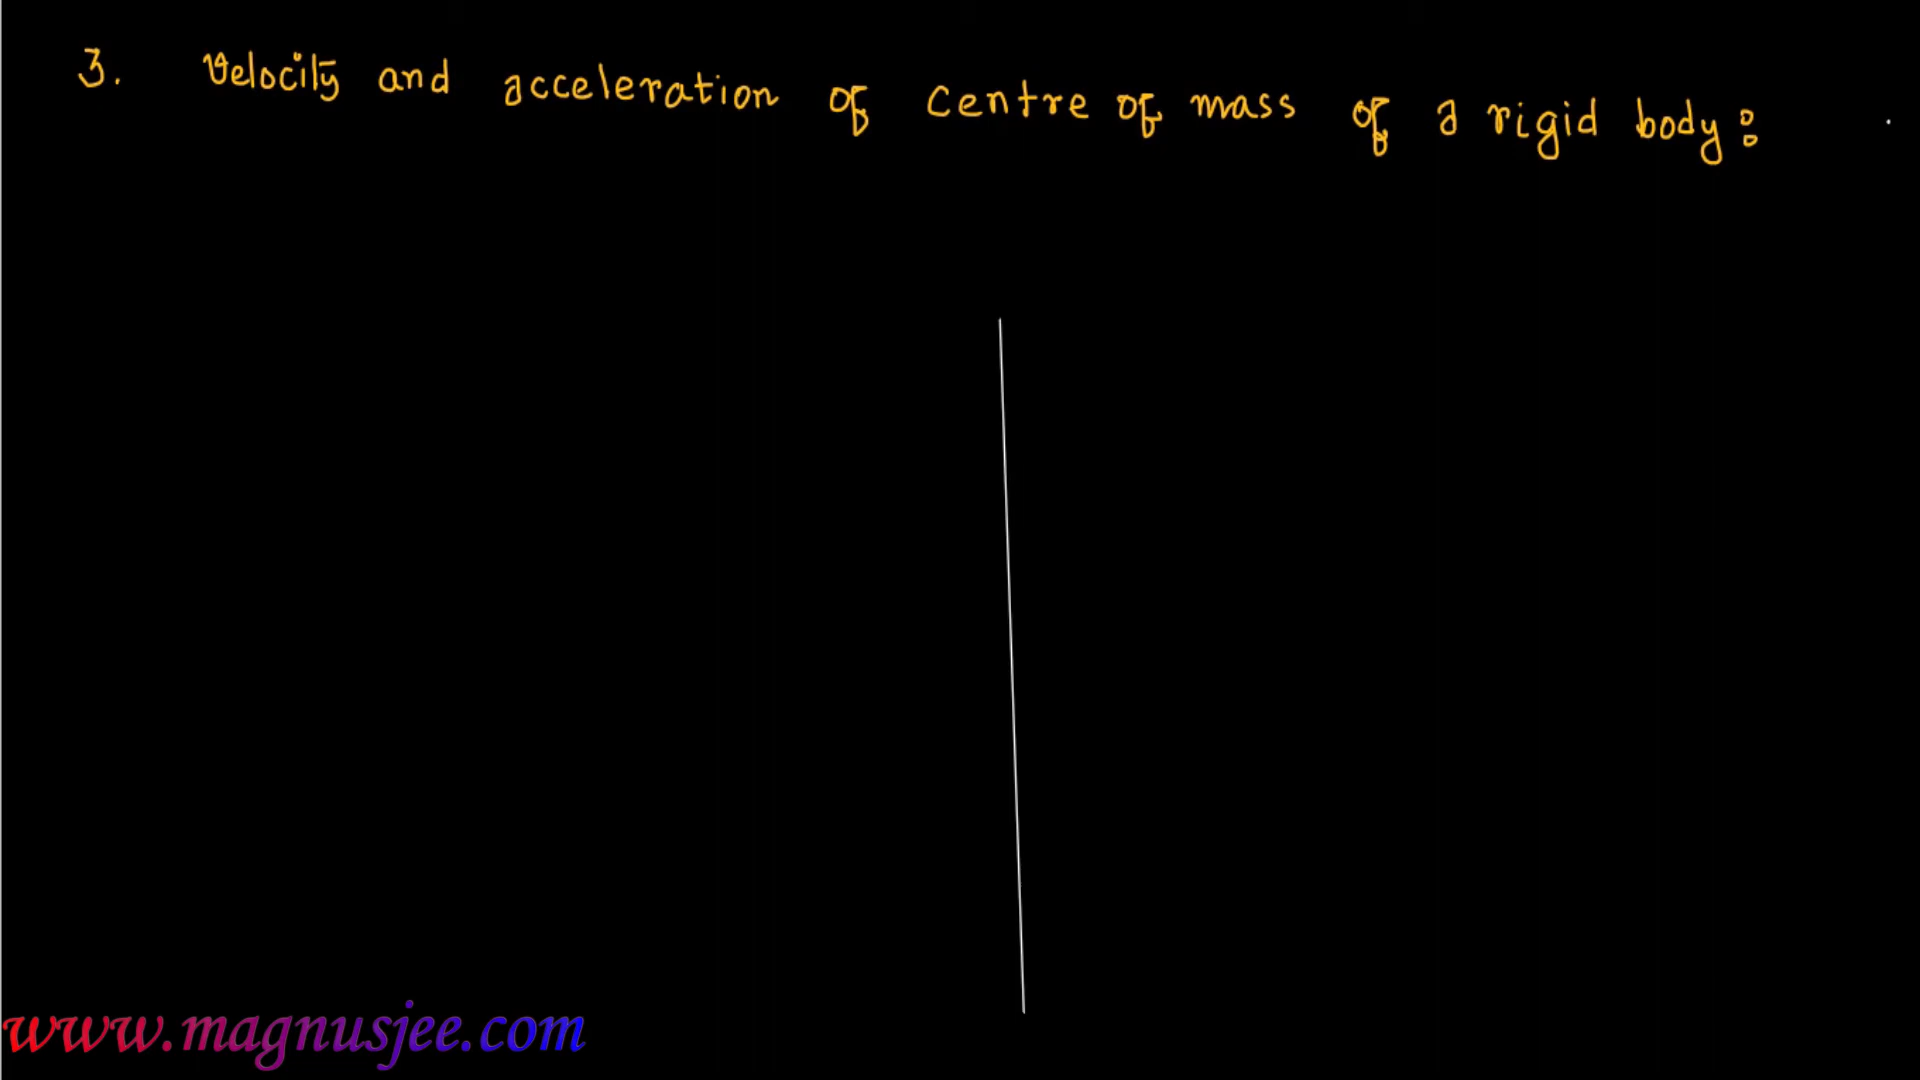 3. Velocity and acceleration of centre of mass of a rigid body:
www.magnusjee.com